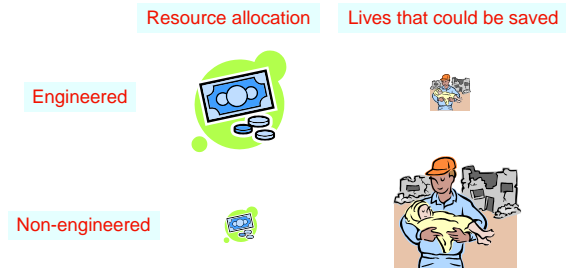 Resource allocation
Lives that could be saved
Engineered
Non-engineered